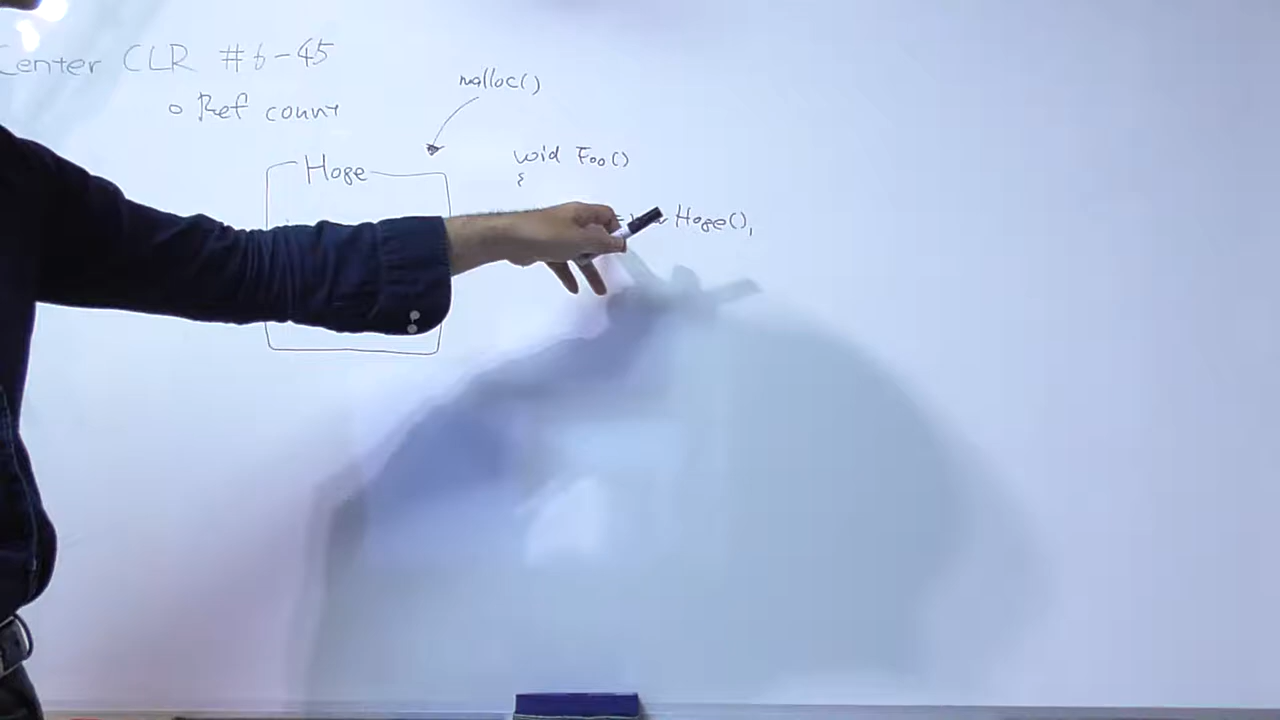 Center CLR #6-45
○ Ref count
malloc()
Hoge
void Foo()
{
Hoge();